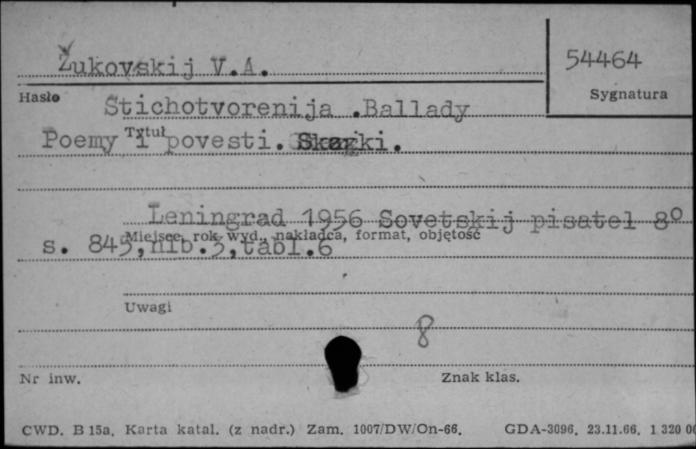 Žukovskij V.A.
54464
Hasło
Sygnatura
Stichotvorenija .Ballady
Tytuł
Poemy i povesti. Skazki.
Leningrad 1956 Sovetskij pisatel 8°
Miejsce, rok wyd., nakładca, format, objętość
s. 845,nlb.3,tabl.6
Uwagi
8
Nr inw.
Znak klas.
CWD. B 15a. Karta katal. (z nadr.) Zam. 1007/DW/On-66. GDA-3096. 23.11.66. 1 320 00